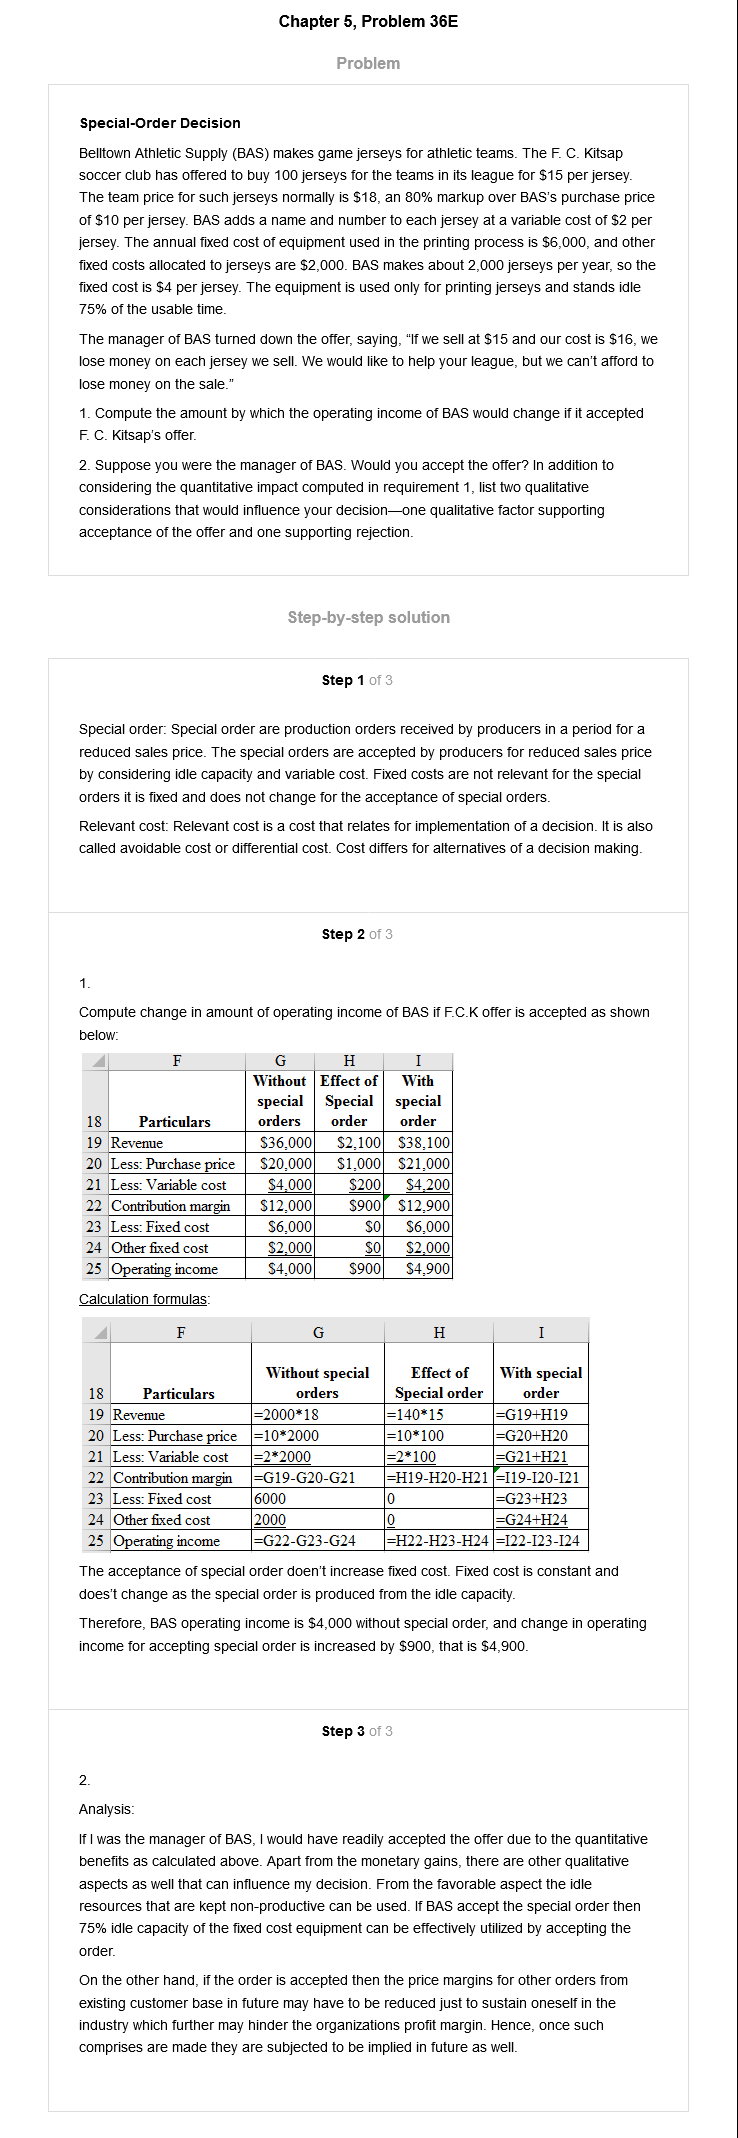 Chapter 5, Problem 36E
Problem
Special-Order Decision
Belltown Athletic Supply (BAS) makes game jerseys for athletic teams. The F. C. Kitsap
soccer club has offered to buy 100 jerseys for the teams in its league for $15 per jersey.
The team price for such jerseys normally is $18, an 80% markup over BAS's purchase price
of $10 per jersey. BAS adds a name and number to each jersey at a variable cost of $2 per
jersey. The annual fixed cost of equipment used in the printing process is $6,000, and other
fixed costs allocated to jerseys are $2,000. BAS makes about 2,000 jerseys per year, so the
fixed cost is $4 per jersey. The equipment is used only for printing jerseys and stands idle
75% of the usable time.
The manager of BAS turned down the offer, saying, “If we sell at $15 and our cost is $16, we
lose money on each jersey we sell. We would like to help your league, but we can't afford to
lose money on the sale.”
1. Compute the amount by which the operating income of BAS would change if it accepted
F. C. Kitsap's offer.
2. Suppose you were the manager of BAS. Would you accept the offer? In addition to
considering the quantitative impact computed in requirement 1, list two qualitative
considerations that would influence your decision—one qualitative factor supporting
acceptance of the offer and one supporting rejection.
Step-by-step solution
Step 1 of 3
Special order: Special order are production orders received by producers in a period for a
reduced sales price. The special orders are accepted by producers for reduced sales price
by considering idle capacity and variable cost. Fixed costs are not relevant for the special
orders it is fixed and does not change for the acceptance of special orders.
Relevant cost: Relevant cost is a cost that relates for implementation of a decision. It is also
called avoidable cost or differential cost. Cost differs for alternatives of a decision making.
Step 2 of 3
1.
Compute change in amount of operating income of BAS if F.C.K offer is accepted as shown
below:
F G H I
Without Effect of With
special Special special
18 Particulars orders order order
19 Revenue $36,000 $2,100 $38,100
20 Less: Purchase price $20,000 $1,000 $21,000
21 Less: Variable cost $4,000 $200 $4,200
22 Contribution margin $12,000 $900 $12,900
23 Less: Fixed cost $6,000 $0 $6,000
24 Other fixed cost $2,000 $0 $2,000
25 Operating income $4,000 $900 $4,900
Calculation formulas:
F G H I
Without special Effect of With special
18 Particulars orders Special order order
19 Revenue =2000*18 =140*15 =G19+H19
20 Less: Purchase price =10*2000 =10*100 =G20+H20
21 Less: Variable cost =2*2000 =2*100 =G21+H21
22 Contribution margin =G19-G20-G21 =H19-H20-H21 =I19-I20-I21
23 Less: Fixed cost 6000 0 =G23+H23
24 Other fixed cost 2000 0 =G24+H24
25 Operating income =G22-G23-G24 =H22-H23-H24 =I22-I23-I24
The acceptance of special order doen't increase fixed cost. Fixed cost is constant and
does't change as the special order is produced from the idle capacity.
Therefore, BAS operating income is $4,000 without special order, and change in operating
income for accepting special order is increased by $900, that is $4,900.
Step 3 of 3
2.
Analysis:
If I was the manager of BAS, I would have readily accepted the offer due to the quantitative
benefits as calculated above. Apart from the monetary gains, there are other qualitative
aspects as well that can influence my decision. From the favorable aspect the idle
resources that are kept non-productive can be used. If BAS accept the special order then
75% idle capacity of the fixed cost equipment can be effectively utilized by accepting the
order.
On the other hand, if the order is accepted then the price margins for other orders from
existing customer base in future may have to be reduced just to sustain oneself in the
industry which further may hinder the organizations profit margin. Hence, once such
comprises are made they are subjected to be implied in future as well.